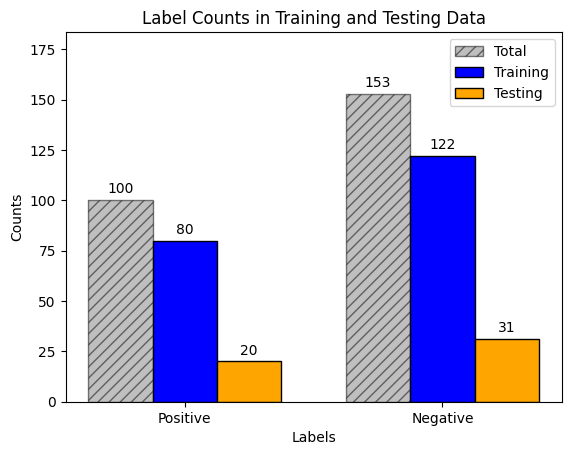 Label Counts in Training and Testing Data
Counts
175
150
125
100
75
50
25
0
Total
Training
Testing
100
80
20
153
122
31
Positive
Negative
Labels